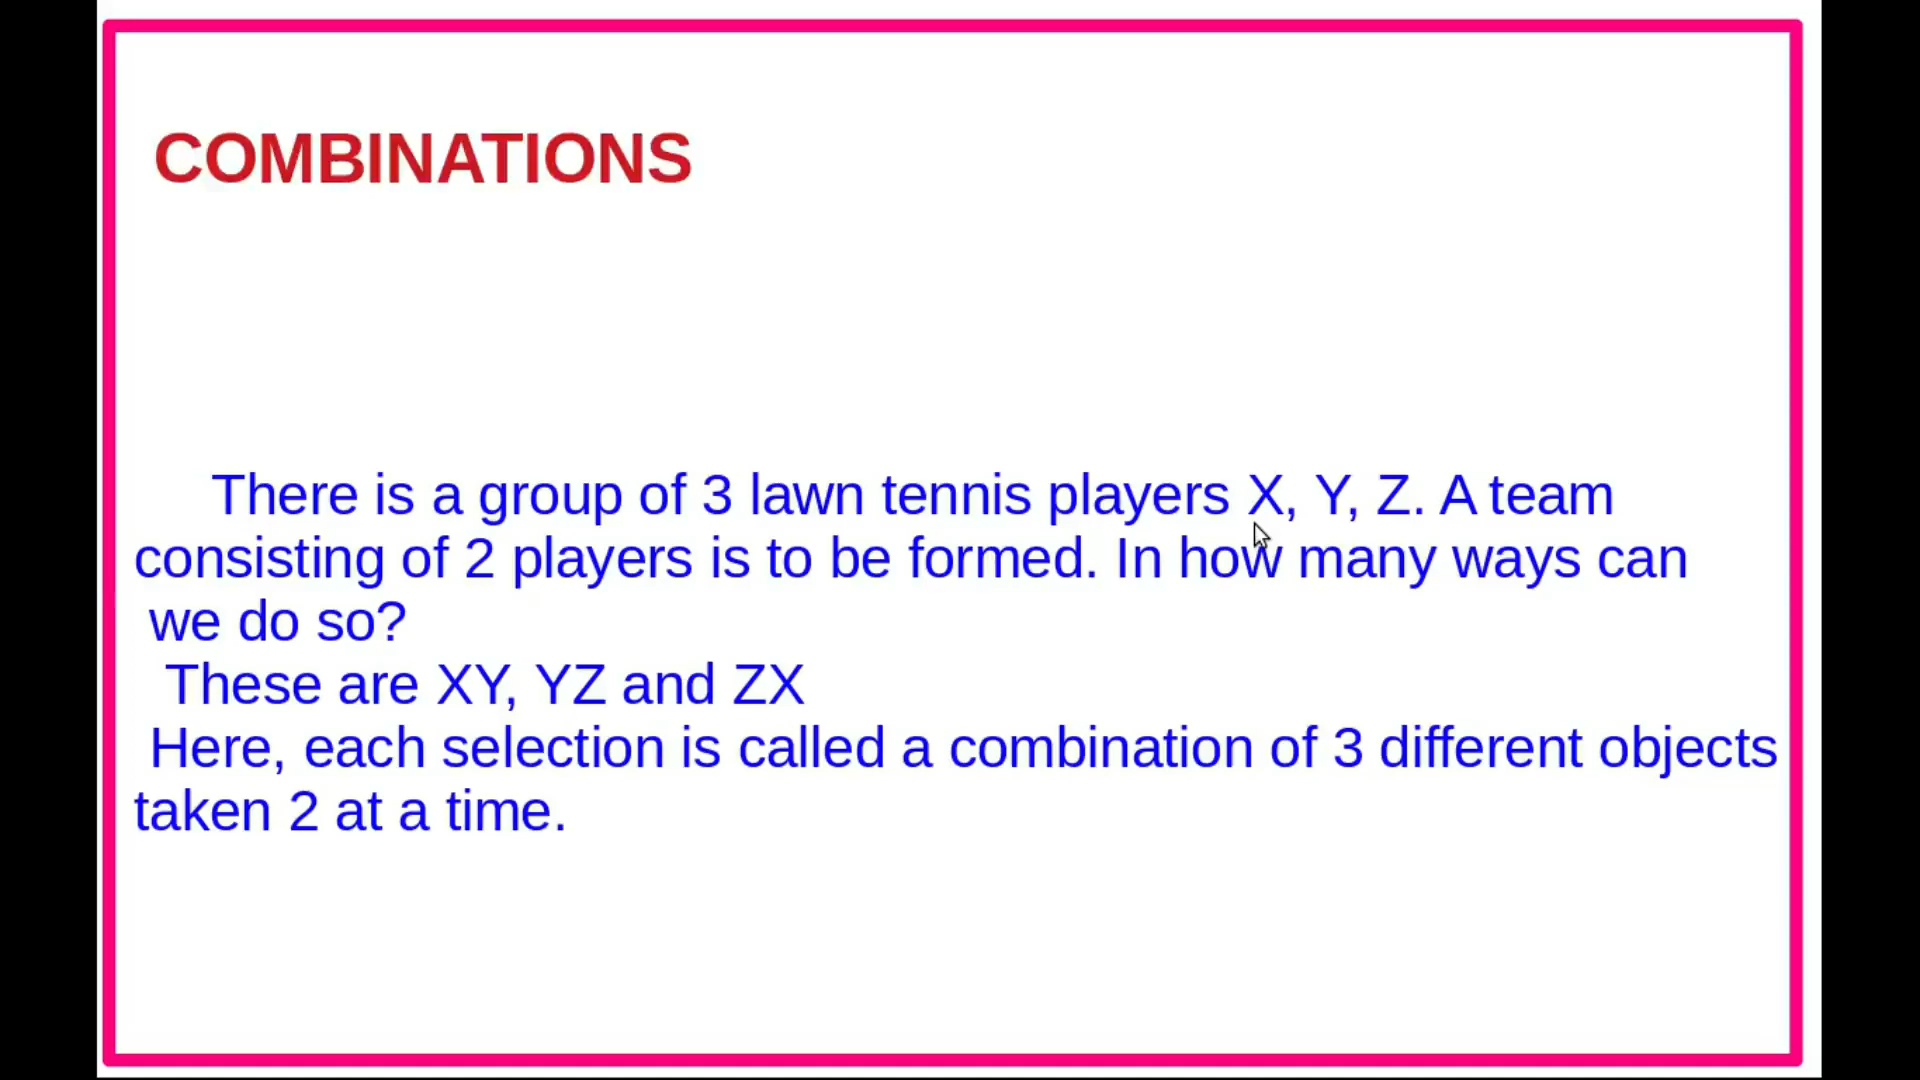 COMBINATIONS
There is a group of 3 lawn tennis players X, Y, Z. A team
consisting of 2 players is to be formed. In how many ways can
we do so?
These are XY, YZ and ZX
Here, each selection is called a combination of 3 different objects
taken 2 at a time.